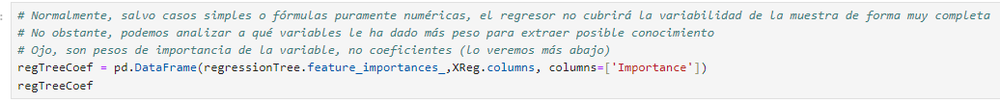 # Normalmente, salvo casos simples o fórmulas puramente numéricas, el regresor no cubrirá la variabilidad de la muestra de forma muy completa
# No obstante, podemos analizar a qué variables le ha dado más peso para extraer posible conocimiento
# Ojo, son pesos de importancia de la variable, no coeficientes (lo veremos más abajo)
regTreeCoef = pd.DataFrame(regressionTree.feature_importances_,XReg.columns, columns=['Importance'])
regTreeCoef